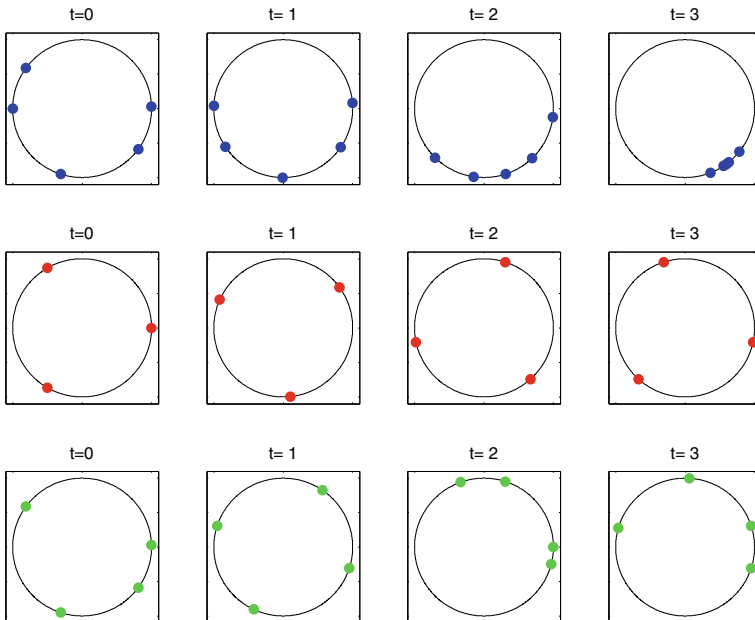 t=0
t= 1
t= 2
t= 3
t=0
t= 1
t= 2
t= 3
t=0
t= 1
t= 2
t= 3